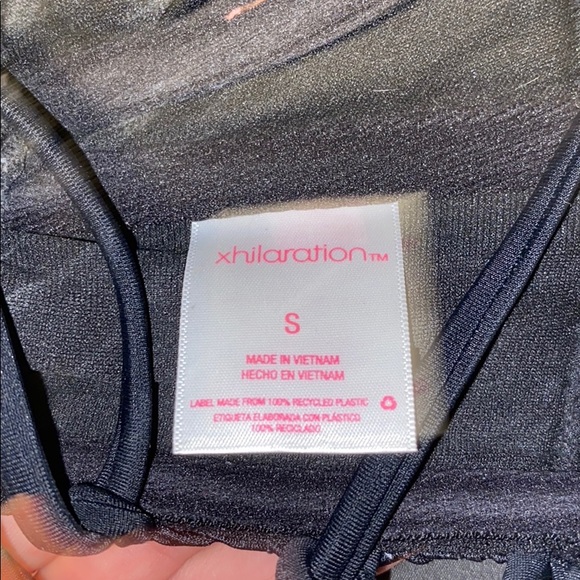 xhilaration™
S
MADE IN VIETNAM
HECHO EN VIETNAM
LABEL MADE FROM 100% RECYCLED PLASTIC
ETIQUETA ELABORADA CON PLÁSTICO
100% RECICLADO